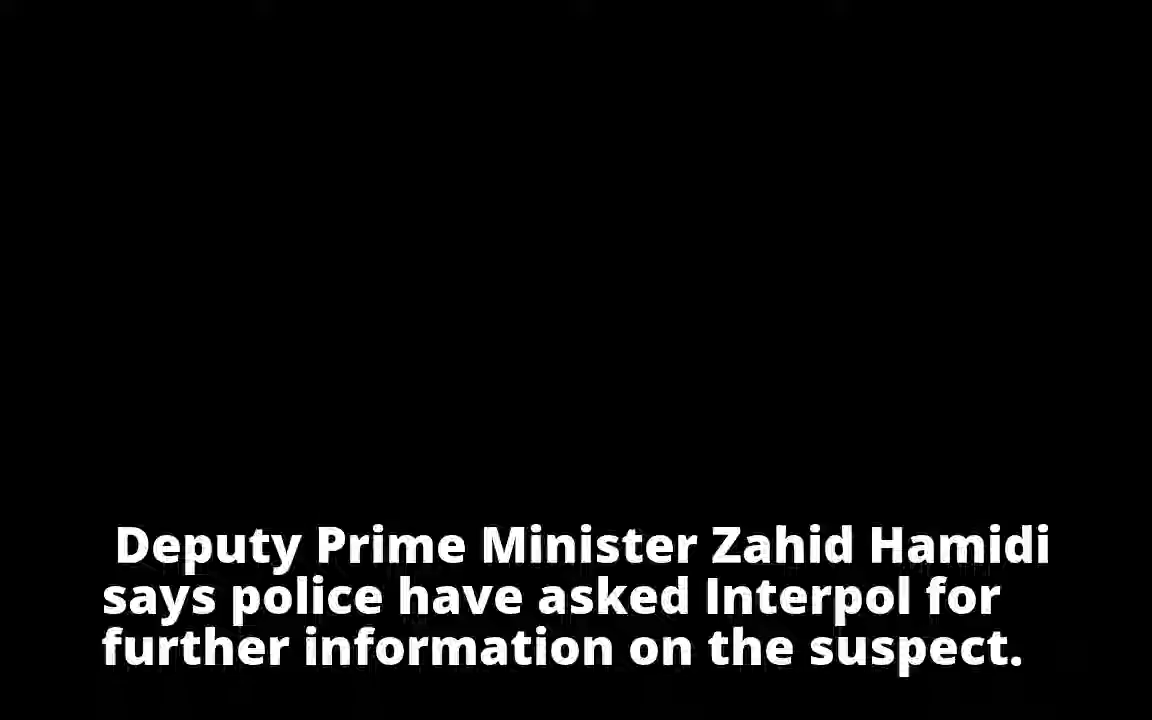 Deputy Prime Minister Zahid Hamidi
says police have asked Interpol for
further information on the suspect.